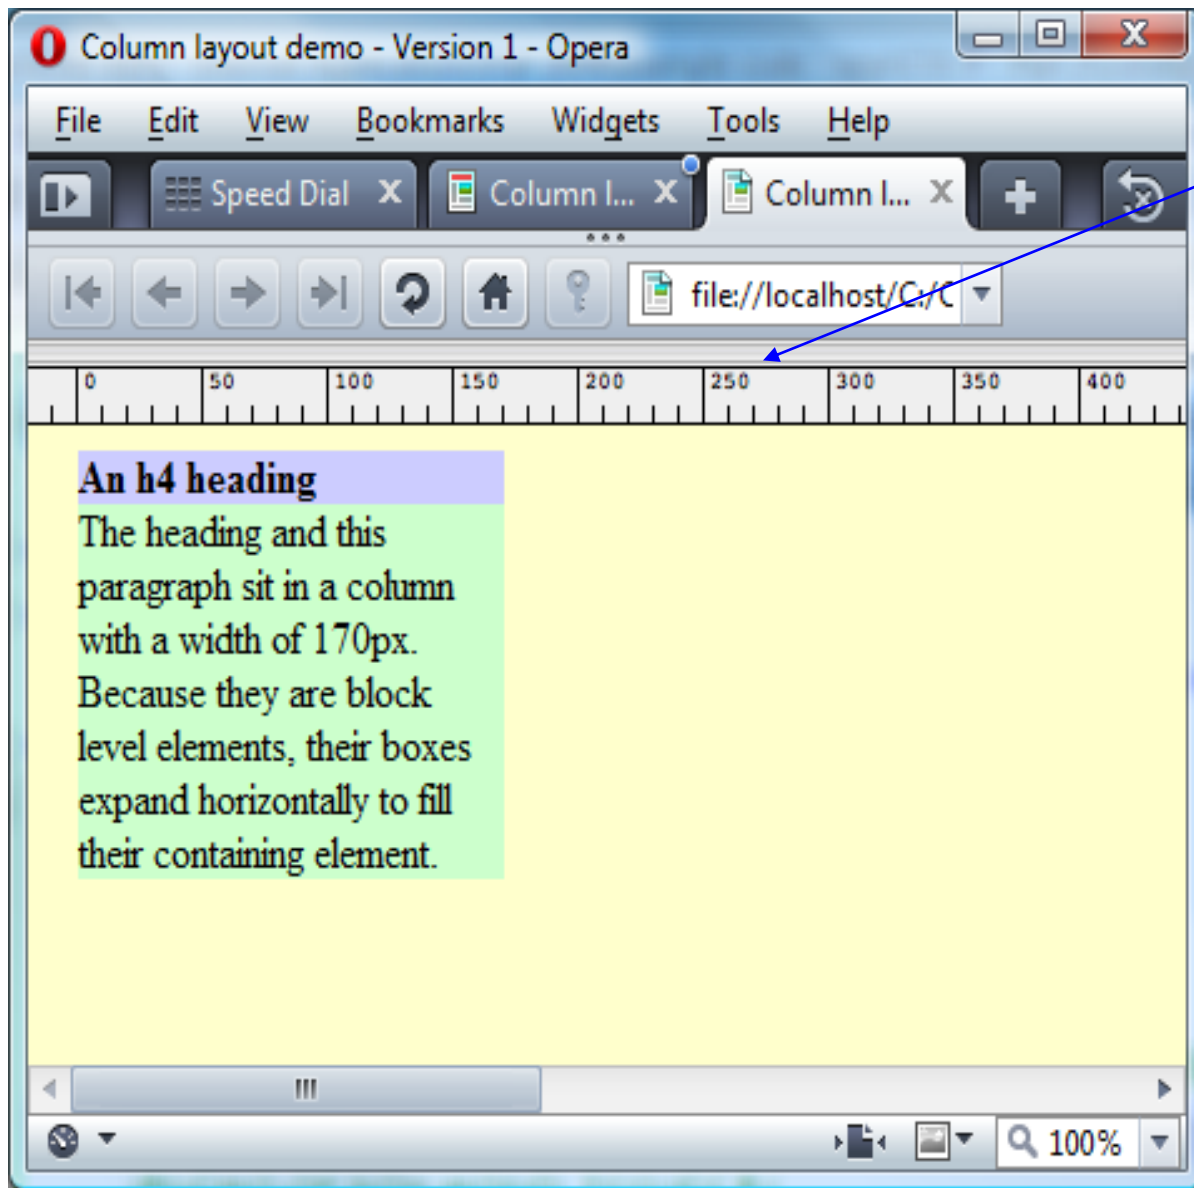 Column layout demo - Version 1 - Opera
File Edit View Bookmarks Widgets Tools Help
Speed Dial Column l... Column l...
file://localhost/C:/C
0 50 100 150 200 250 300 350 400
An h4 heading
The heading and this
paragraph sit in a column
with a width of 170px.
Because they are block
level elements, their boxes
expand horizontally to fill
their containing element.
100%